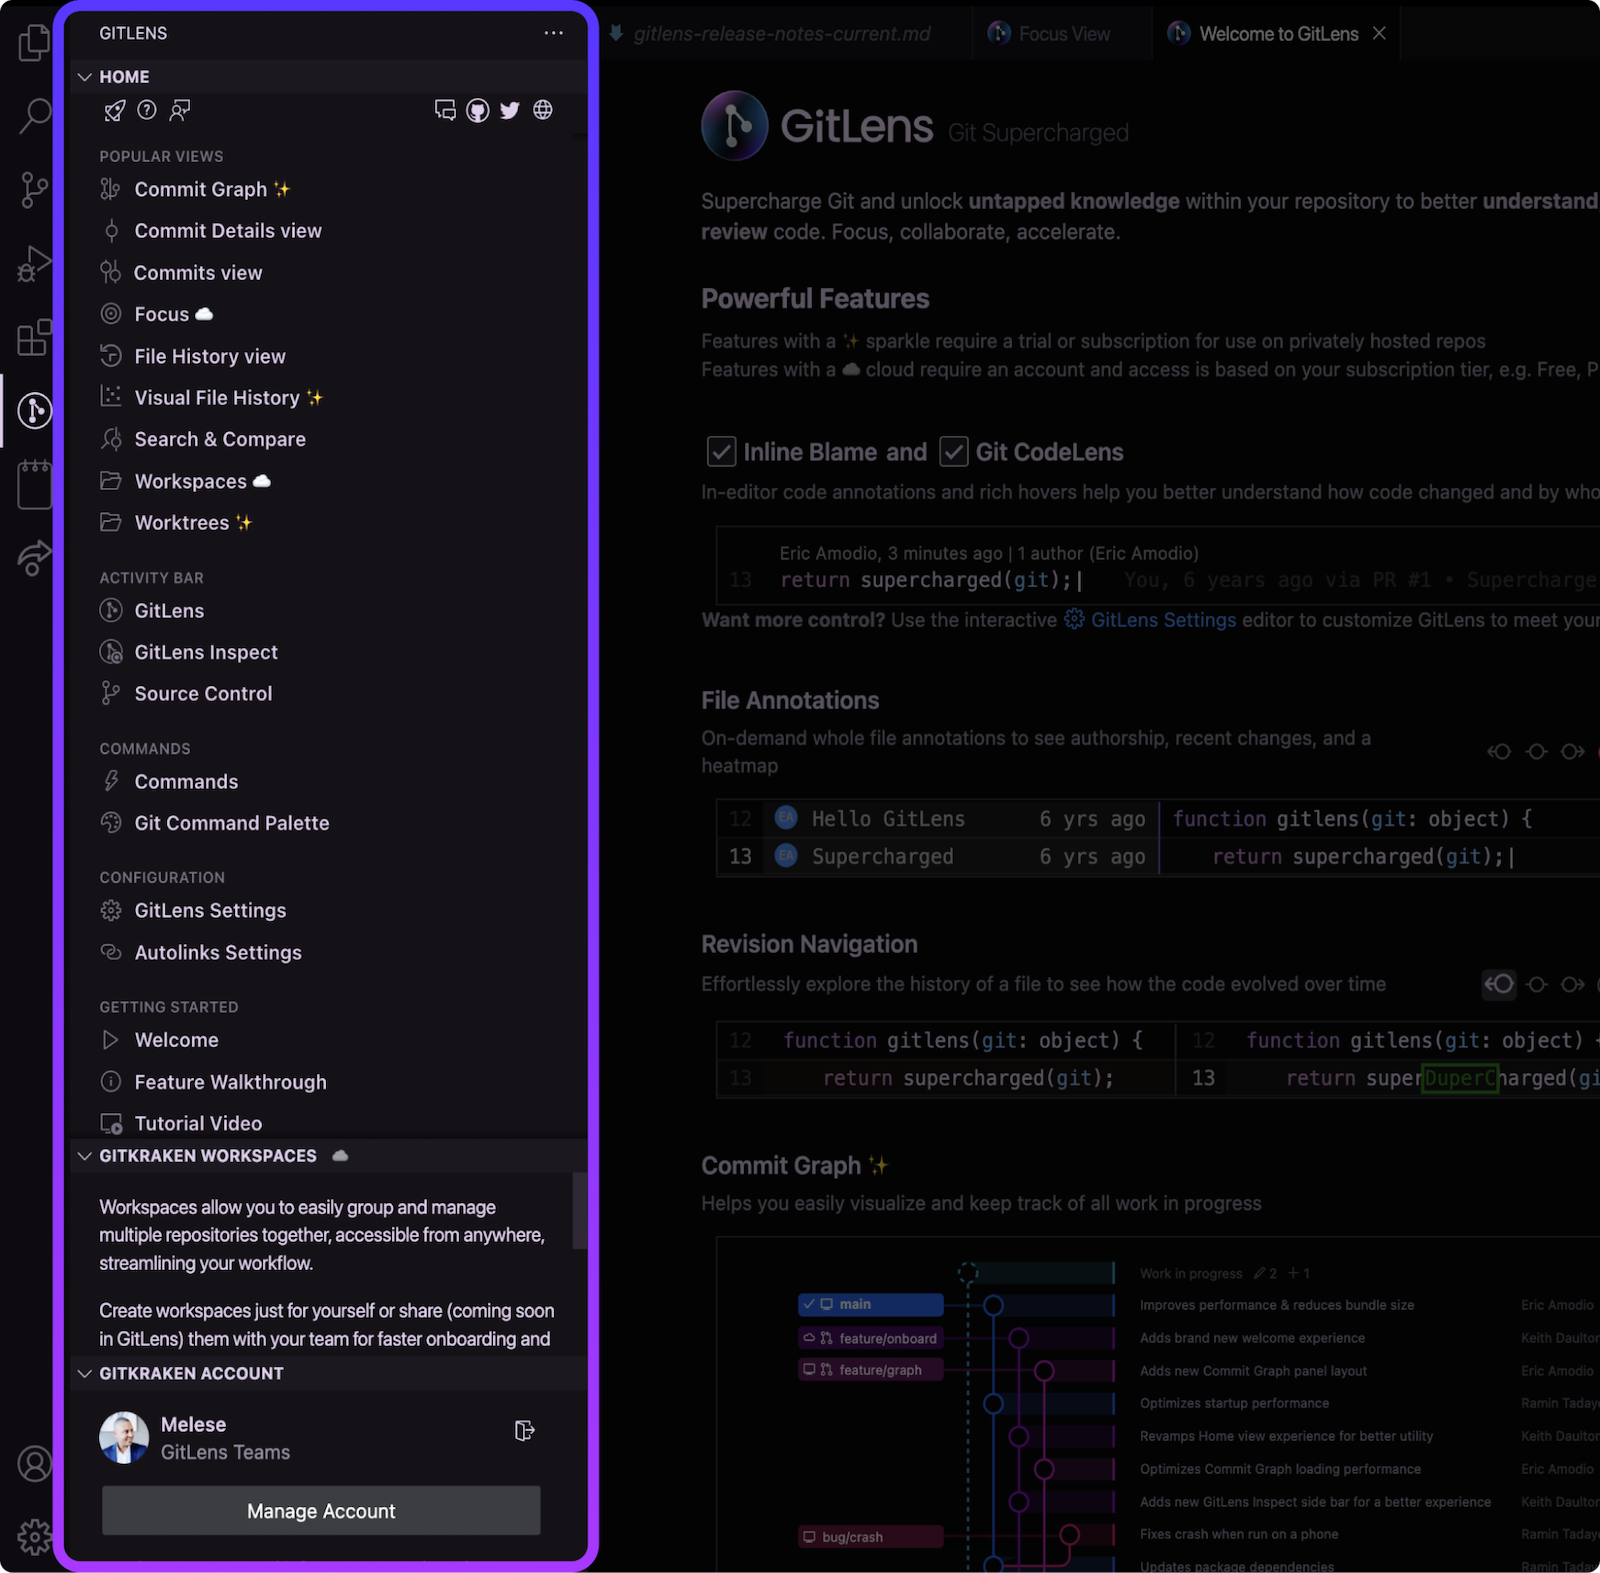 GITLENS
HOME
POPULAR VIEWS
Commit Graph ✨
Commit Details view
Commits view
Focus ☁️
File History view
Visual File History ✨
Search & Compare
Workspaces ☁️
Worktrees ✨
ACTIVITY BAR
GitLens
GitLens Inspect
Source Control
COMMANDS
Commands
Git Command Palette
CONFIGURATION
GitLens Settings
Autolinks Settings
GETTING STARTED
Welcome
Feature Walkthrough
Tutorial Video
GITKRAKEN WORKSPACES
Workspaces allow you to easily group and manage
multiple repositories together, accessible from anywhere,
streamlining your workflow.
Create workspaces just for yourself or share (coming soon
in GitLens) them with your team for faster onboarding and
GITKRAKEN ACCOUNT
Melese
GitLens Teams
Manage Account
gitlens-release-notes-current.md
Focus View
Welcome to GitLens
GitLens Git Supercharged
Supercharge Git and unlock untapped knowledge within your repository to better understand
review code. Focus, collaborate, accelerate.
Powerful Features
Features with a ✨ sparkle require a trial or subscription for use on privately hosted repos
Features with a ☁️ cloud require an account and access is based on your subscription tier, e.g. Free, P
Inline Blame and Git CodeLens
In-editor code annotations and rich hovers help you better understand how code changed and by who
Eric Amodio, 3 minutes ago | 1 author (Eric Amodio)
13 return supercharged(git);| You, 6 years ago via PR #1 • Supercharge
Want more control? Use the interactive GitLens Settings editor to customize GitLens to meet your
File Annotations
On-demand whole file annotations to see authorship, recent changes, and a
heatmap
12 EA Hello GitLens 6 yrs ago function gitlens(git: object) {
13 EA Supercharged 6 yrs ago return supercharged(git);|
Revision Navigation
Effortlessly explore the history of a file to see how the code evolved over time
12 function gitlens(git: object) { 12 function gitlens(git: object) {
13 return supercharged(git); 13 return superDuperCharged(gi
Commit Graph ✨
Helps you easily visualize and keep track of all work in progress
Work in progress 2 +1
main Improves performance & reduces bundle size Eric Amodio
feature/onboard Adds brand new welcome experience Keith Daulton
feature/graph Adds new Commit Graph panel layout Eric Amodio
Optimizes startup performance Ramin Taday
Revamps Home view experience for better utility Keith Daulton
Optimizes Commit Graph loading performance Eric Amodio
Adds new GitLens Inspect side bar for a better experience Keith Daulton
bug/crash Fixes crash when run on a phone Ramin Taday
Updates package dependencies Ramin Taday